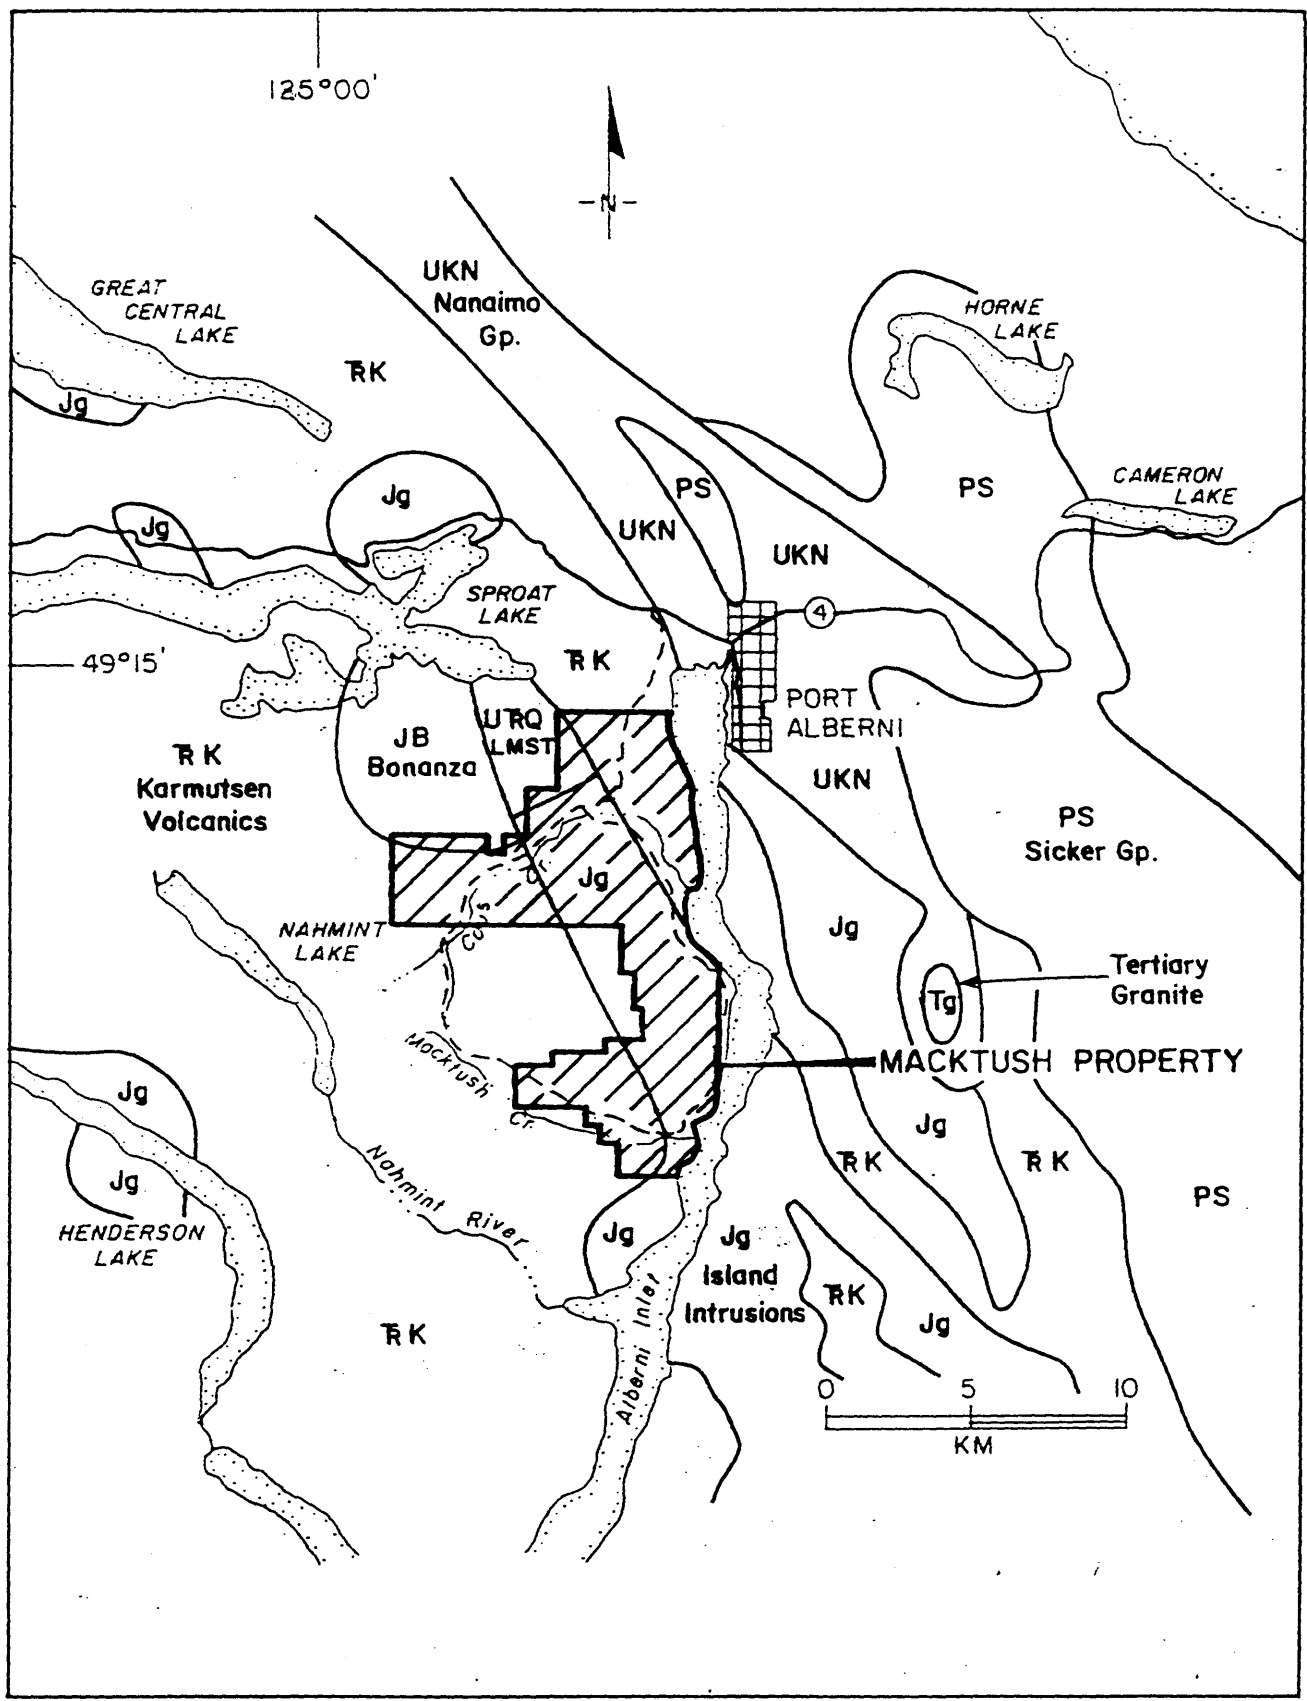 125°00'
-N-
UKN
Nanaimo
Gp.
GREAT
CENTRAL
LAKE
HORNE
LAKE
TRK
Jg
Jg
PS
PS
CAMERON
LAKE
Jg
UKN
UKN
SPROAT
LAKE
4
49°15'
TRK
PORT
ALBERNI
UTRQ
LMST
JB
Bonanza
TRK
Karmutsen
Volcanics
UKN
PS
Sicker Gp.
Jg
NAHMINT
LAKE
Cous
Cr.
Jg
Tertiary
Granite
Tg
Macktush
Cr.
MACKTUSH PROPERTY
Jg
Jg
Jg
TRK
TRK
PS
Nahmint River
HENDERSON
LAKE
Jg
Jg
Island
Intrusions
TRK
TRK
Jg
Alberni Inlet
0 5 10
KM